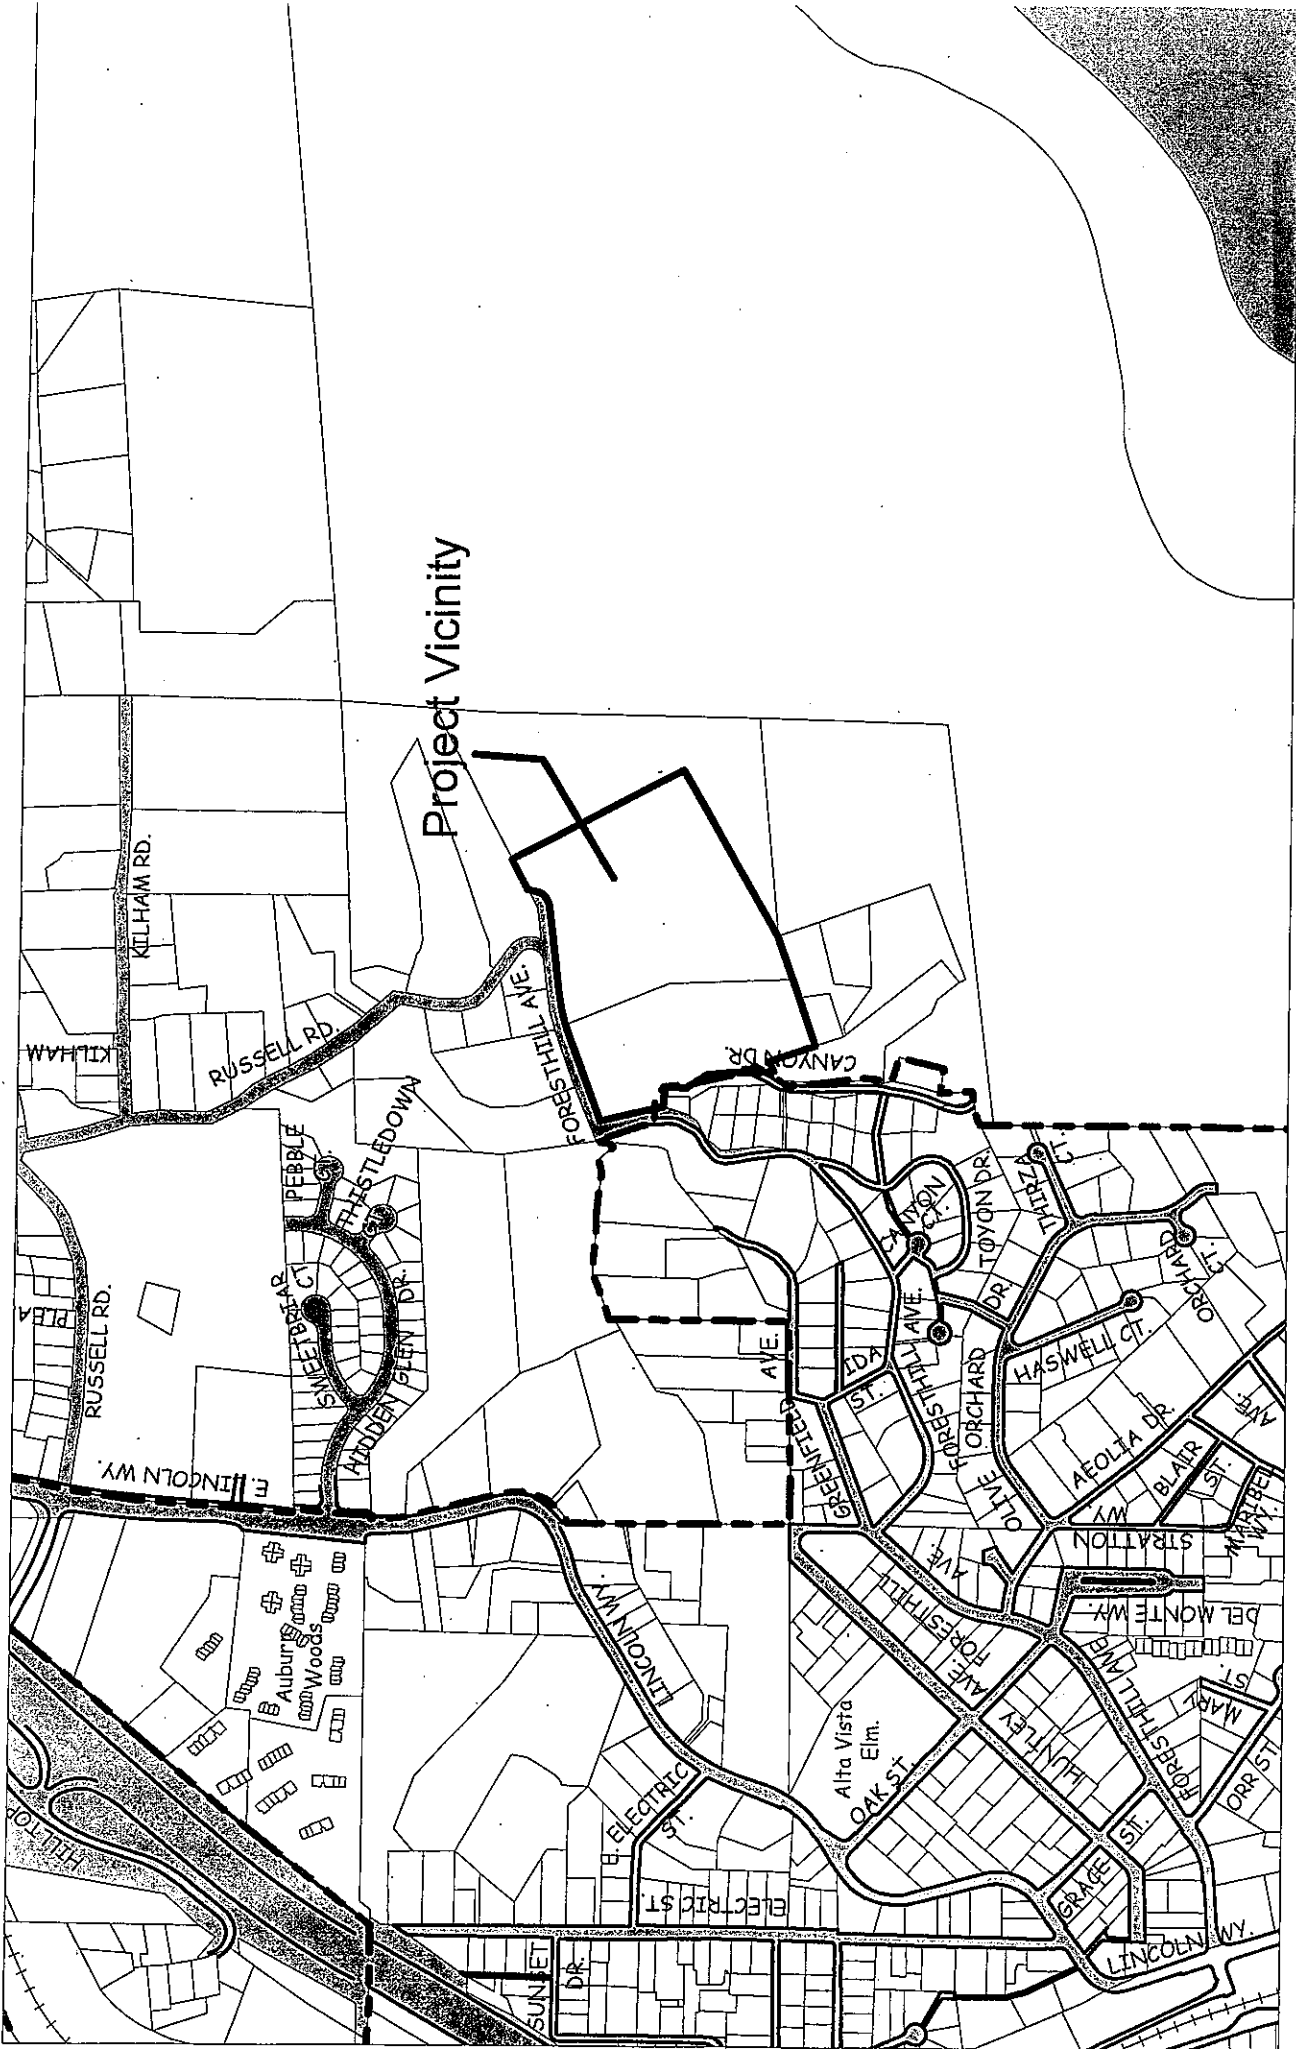 Project Vicinity
KILHAM RD.
KILHAM
RUSSELL RD.
FORESTHILL AVE.
CANYON DR.
PEBBLE
CT.
THISTLEDOWN
CT.
SWEETBRIAR
CT.
HIDDEN GLEN DR.
PLEA
RUSSELL RD.
E. LINCOLN WY.
CANYON
CT.
TOYON DR.
THIRZA
CT.
ORCHARD
CT.
AVE.
GREENFIELD
IDA
ST.
FORESTHILL AVE.
OLIVE ORCHARD DR.
HASWELL CT.
AEOLIA DR.
BLAIR
ST.
AVE.
MARIBEL
WY.
STRATTON
WY
DEL MONTE WY.
FORESTHILL
AVE.
FORESTHILL AVE
HUNTLEY
AVE.
MARY
ST.
ORR ST
Auburn
Woods
LINCOLN WY.
Alta Vista
Elm.
OAK ST.
E. ELECTRIC
ST.
ELECTRIC ST.
GRACE
ST.
LINCOLN WY.
SUNSET
DR.
HILLTOP